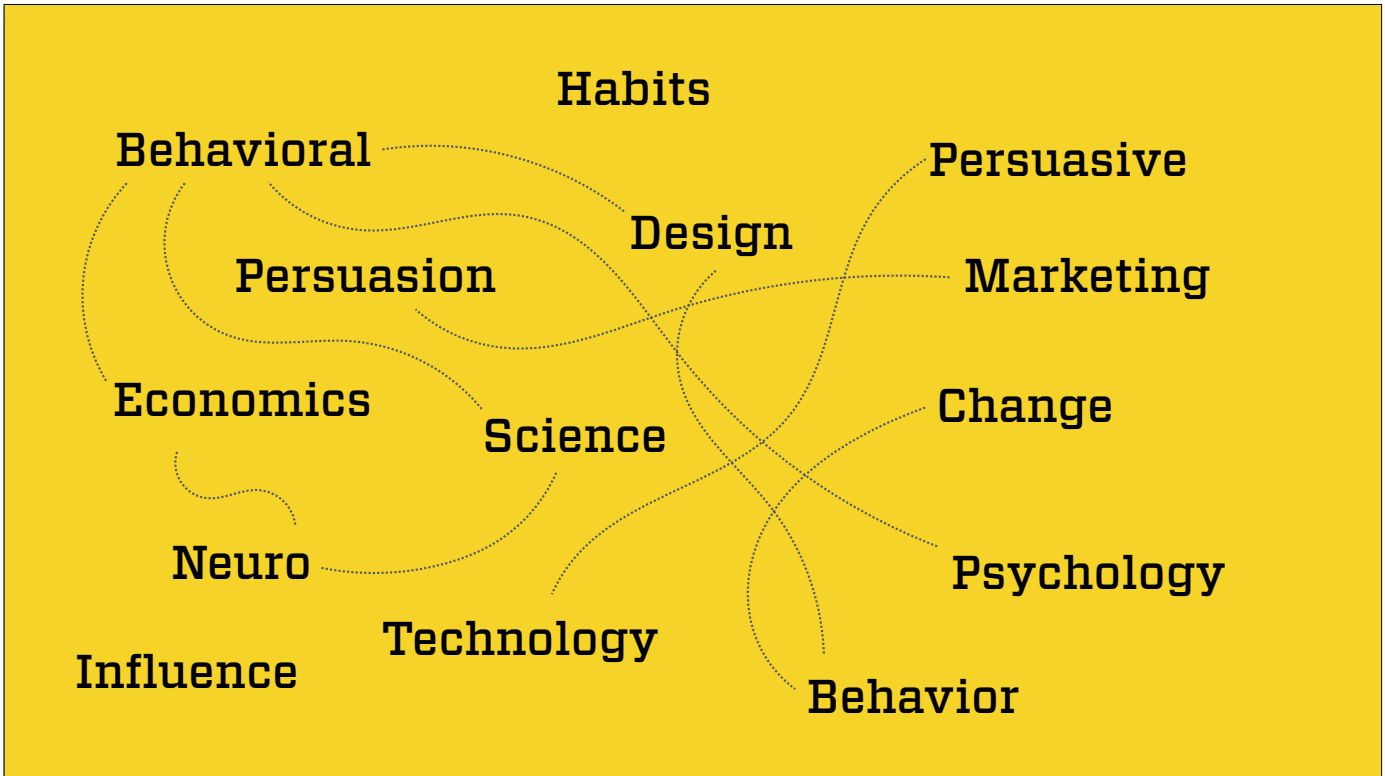 Habits
Behavioral
Persuasive
Design
Persuasion
Marketing
Economics
Change
Science
Neuro
Psychology
Technology
Influence
Behavior